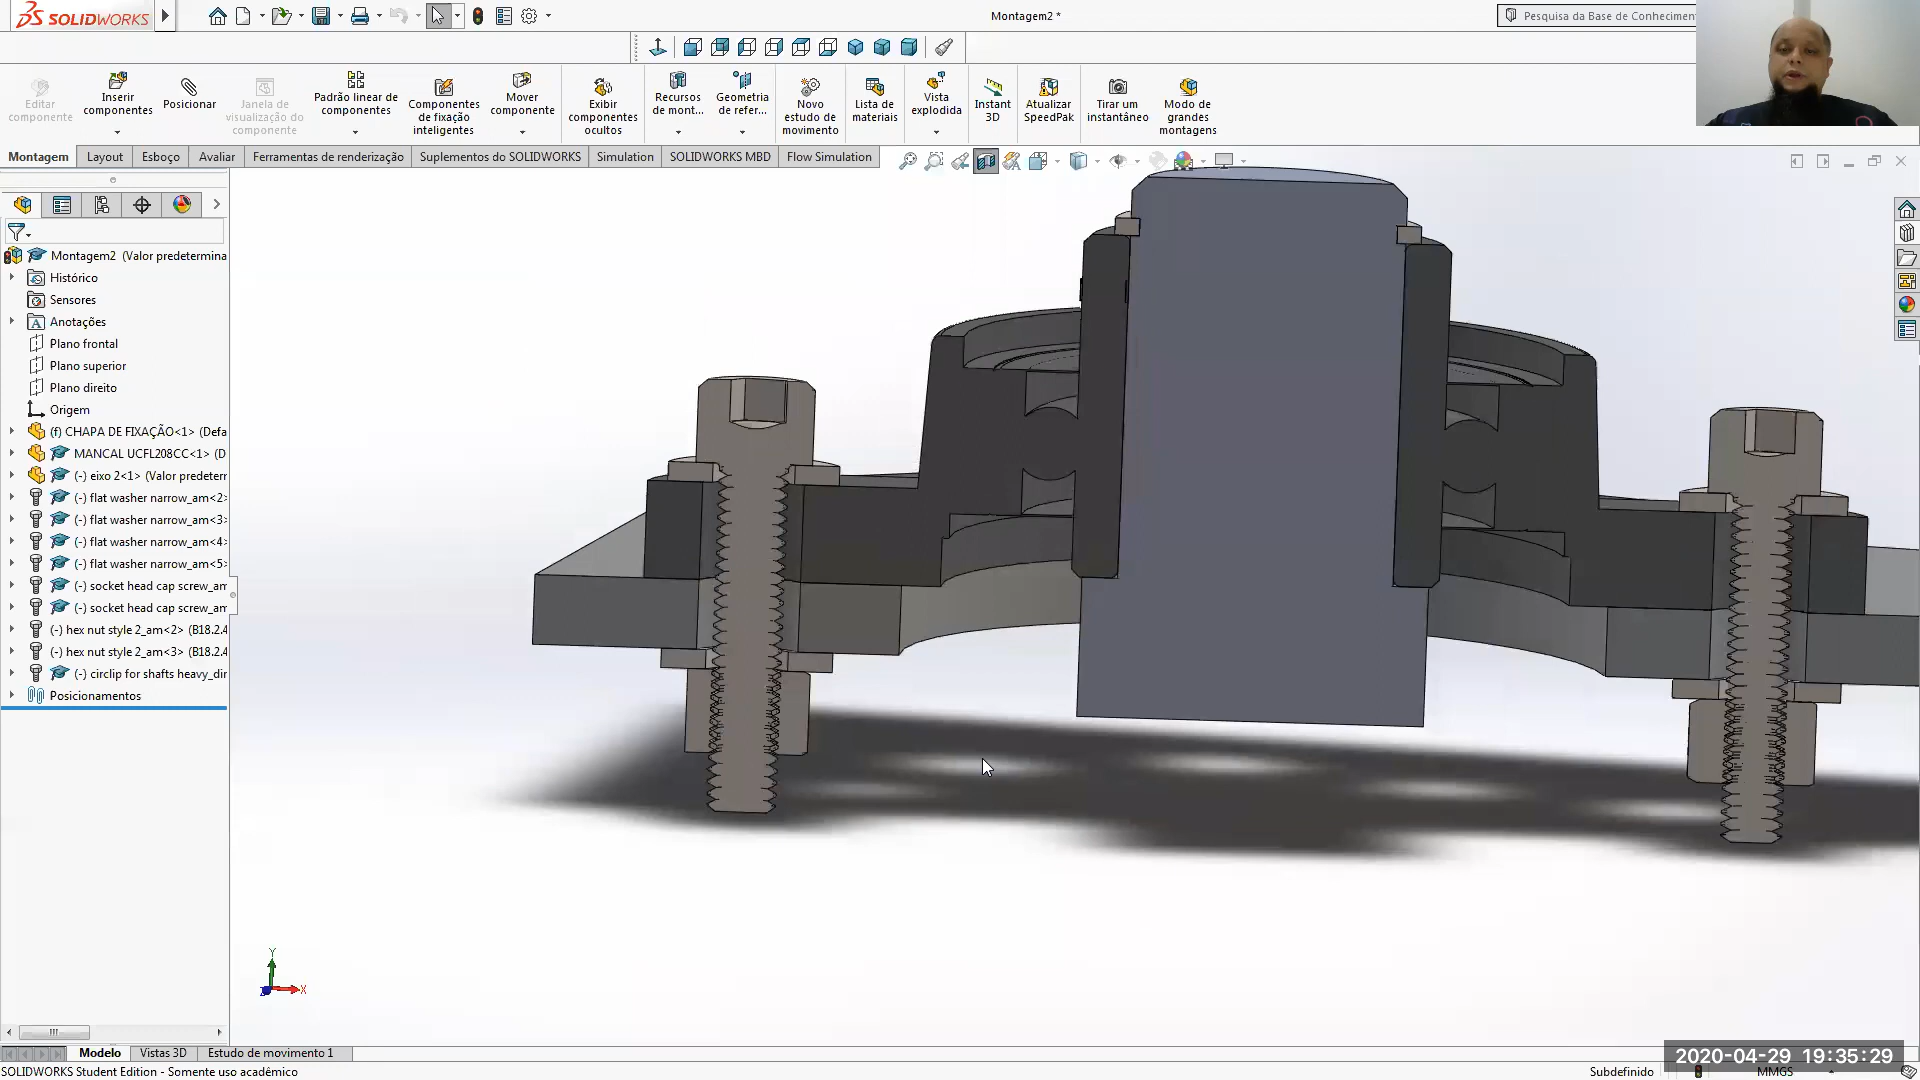 SOLIDWORKS
Montagem2 *
Pesquisa da Base de Conheciment
Editar componente
Inserir componentes
Posicionar
Janela de visualização do componente
Padrão linear de componentes
Componentes de fixação inteligentes
Mover componente
Exibir componentes ocultos
Recursos de mont...
Geometria de refer...
Novo estudo de movimento
Lista de materiais
Vista explodida
Instant 3D
Atualizar SpeedPak
Tirar um instantâneo
Modo de grandes montagens
Montagem
Layout
Esboço
Avaliar
Ferramentas de renderização
Suplementos do SOLIDWORKS
Simulation
SOLIDWORKS MBD
Flow Simulation
Montagem2 (Valor predetermina
Histórico
Sensores
Anotações
Plano frontal
Plano superior
Plano direito
Origem
(f) CHAPA DE FIXAÇÃO<1> (Defa
MANCAL UCFL208CC<1> (D
(-) eixo 2<1> (Valor predeterr
(-) flat washer narrow_am<2>
(-) flat washer narrow_am<3>
(-) flat washer narrow_am<4>
(-) flat washer narrow_am<5>
(-) socket head cap screw_am
(-) socket head cap screw_am
(-) hex nut style 2_am<2> (B18.2.4
(-) hex nut style 2_am<3> (B18.2.4
(-) circlip for shafts heavy_din
Posicionamentos
Y
X
Z
Modelo
Vistas 3D
Estudo de movimento 1
SOLIDWORKS Student Edition - Somente uso acadêmico
Subdefinido
MMGS
2020-04-29 19:35:29